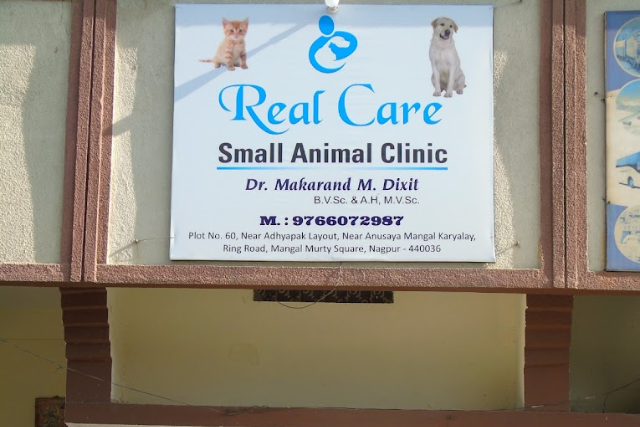 Real Care
Small Animal Clinic
Dr. Makarand M. Dixit
B.V.Sc. & A.H, M.V.Sc.
M. : 9766072987
Plot No. 60, Near Adhyapak Layout, Near Anusaya Mangal Karyalay,
Ring Road, Mangal Murty Square, Nagpur - 440036